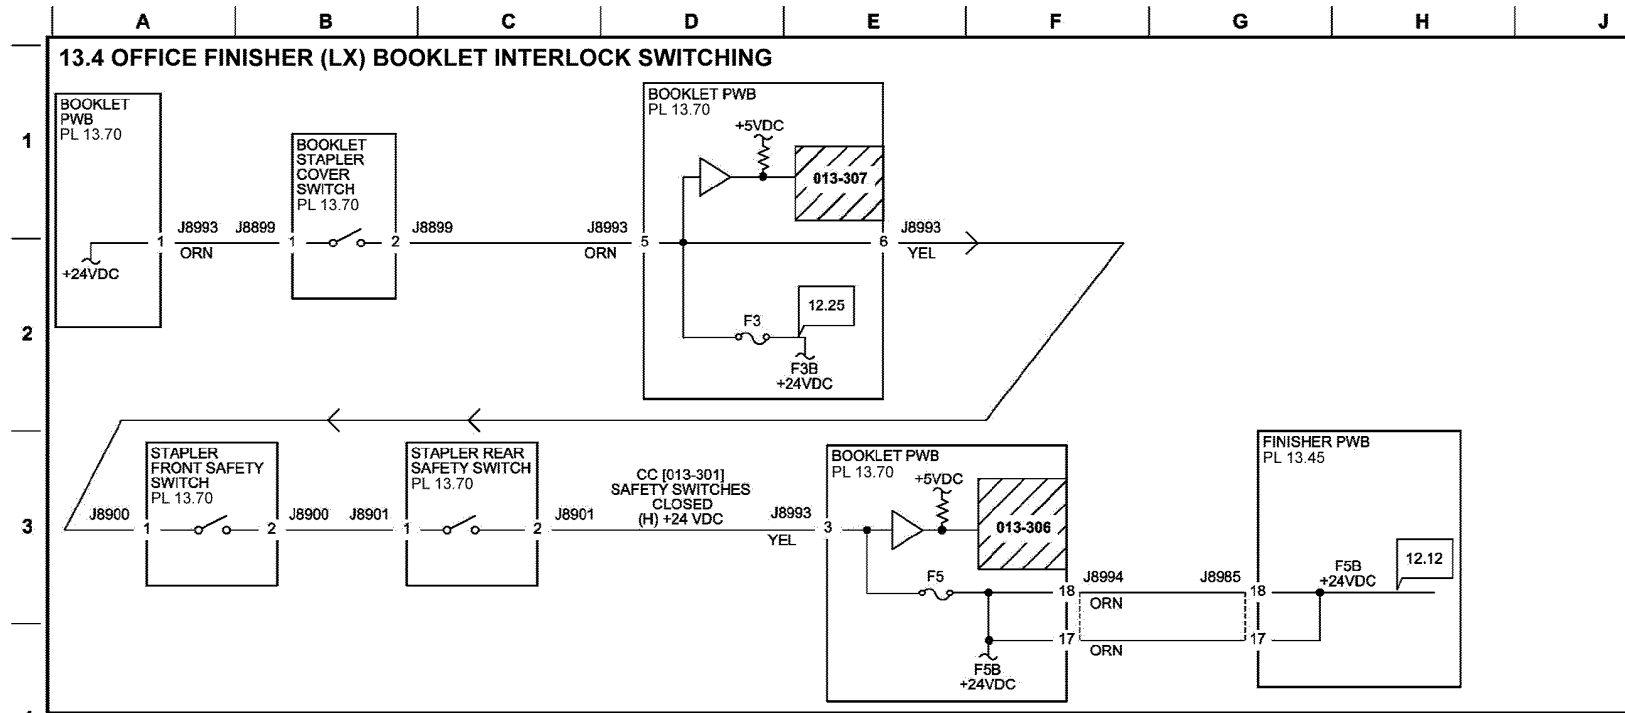 A B C D E F G H J
13.4 OFFICE FINISHER (LX) BOOKLET INTERLOCK SWITCHING
1
BOOKLET
PWB
PL 13.70
+24VDC
1
J8993
ORN
J8899
BOOKLET
STAPLER
COVER
SWITCH
PL 13.70
1
2
J8899
J8993
ORN
BOOKLET PWB
PL 13.70
+5VDC
013-307
5
6
J8993
YEL
2
F3
12.25
F3B
+24VDC
3
J8900
STAPLER
FRONT SAFETY
SWITCH
PL 13.70
1
2
J8900
J8901
STAPLER REAR
SAFETY SWITCH
PL 13.70
1
2
J8901
CC [013-301]
SAFETY SWITCHES
CLOSED
(H) +24 VDC
J8993
YEL
BOOKLET PWB
PL 13.70
+5VDC
3
013-306
F5
18
17
F5B
+24VDC
J8994
ORN
ORN
J8985
FINISHER PWB
PL 13.45
18
17
F5B
+24VDC
12.12